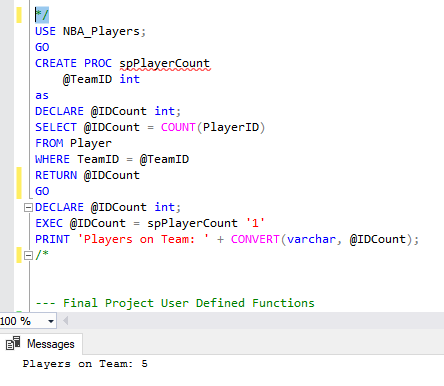 */
USE NBA_Players;
GO
CREATE PROC spPlayerCount
@TeamID int
as
DECLARE @IDCount int;
SELECT @IDCount = COUNT(PlayerID)
FROM Player
WHERE TeamID = @TeamID
RETURN @IDCount
GO
DECLARE @IDCount int;
EXEC @IDCount = spPlayerCount '1'
PRINT 'Players on Team: ' + CONVERT(varchar, @IDCount);
/*
--- Final Project User Defined Functions
100 %
Messages
Players on Team: 5